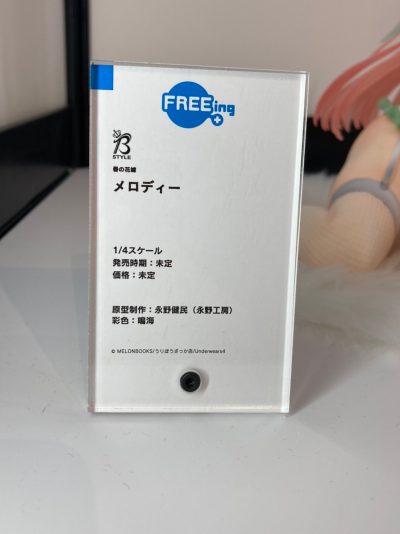 FREEing
B
STYLE
春の花嫁
メロディー
1/4スケール
発売時期：未定
価格：未定
原型制作：永野健民（永野工房）
彩色：鳴海
© MELONBOOKS/うりぼうざっか店/Underwears4